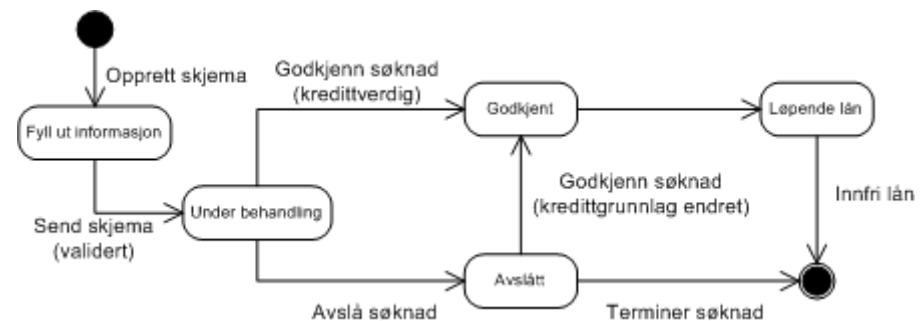 Opprett skjema
Fyll ut informasjon
Send skjema
(validert)
Under behandling
Godkjenn søknad
(kredittverdig)
Godkjent
Løpende lån
Godkjenn søknad
(kredittgrunnlag endret)
Innfri lån
Avslå søknad
Avslått
Terminer søknad